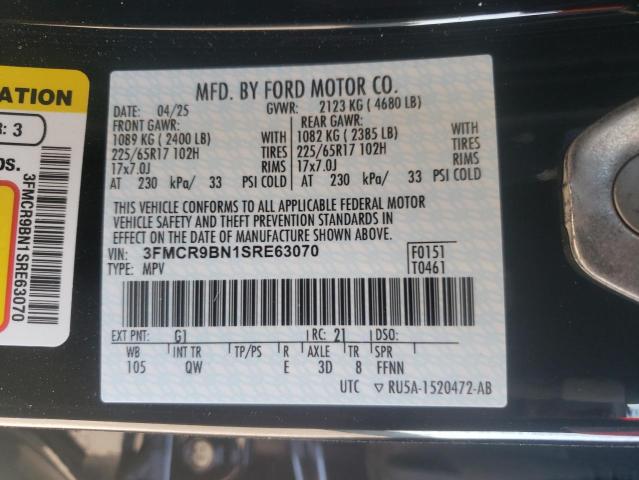 ATION
R: 3
os.
3FMCR9BN1SRE63070
MFD. BY FORD MOTOR CO.
DATE: 04/25 GVWR: 2123 KG (4680 LB)
FRONT GAWR: REAR GAWR:
1089 KG (2400 LB) WITH 1082 KG (2385 LB) WITH
225/65R17 102H TIRES 225/65R17 102H TIRES
17x7.0J RIMS 17x7.0J RIMS
AT 230 kPa/ 33 PSI COLD AT 230 kPa/ 33 PSI COLD
THIS VEHICLE CONFORMS TO ALL APPLICABLE FEDERAL MOTOR
VEHICLE SAFETY AND THEFT PREVENTION STANDARDS IN
EFFECT ON THE DATE OF MANUFACTURE SHOWN ABOVE.
VIN: 3FMCR9BN1SRE63070 F0151
TYPE: MPV T0461
EXT PNT: G1 RC: 21 DSO:
WB INT TR TP/PS R AXLE TR SPR
105 QW E 3D 8 FFNN
UTC ▽ RU5A-1520472-AB